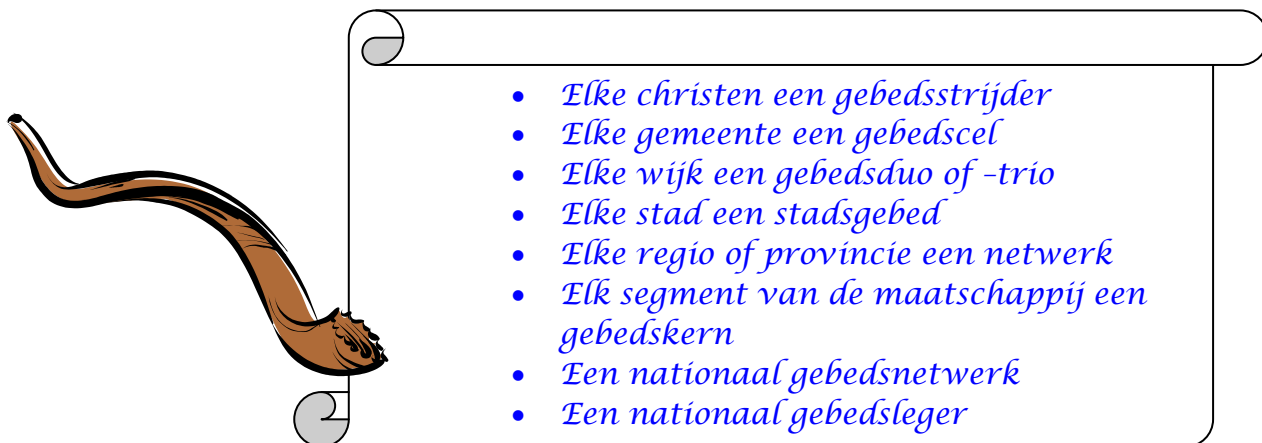 • Elke christen een gebedsstrijder
• Elke gemeente een gebedscel
• Elke wijk een gebedsduo of –trio
• Elke stad een stadsgebed
• Elke regio of provincie een netwerk
• Elk segment van de maatschappij een
gebedskern
• Een nationaal gebedsnetwerk
• Een nationaal gebedsleger